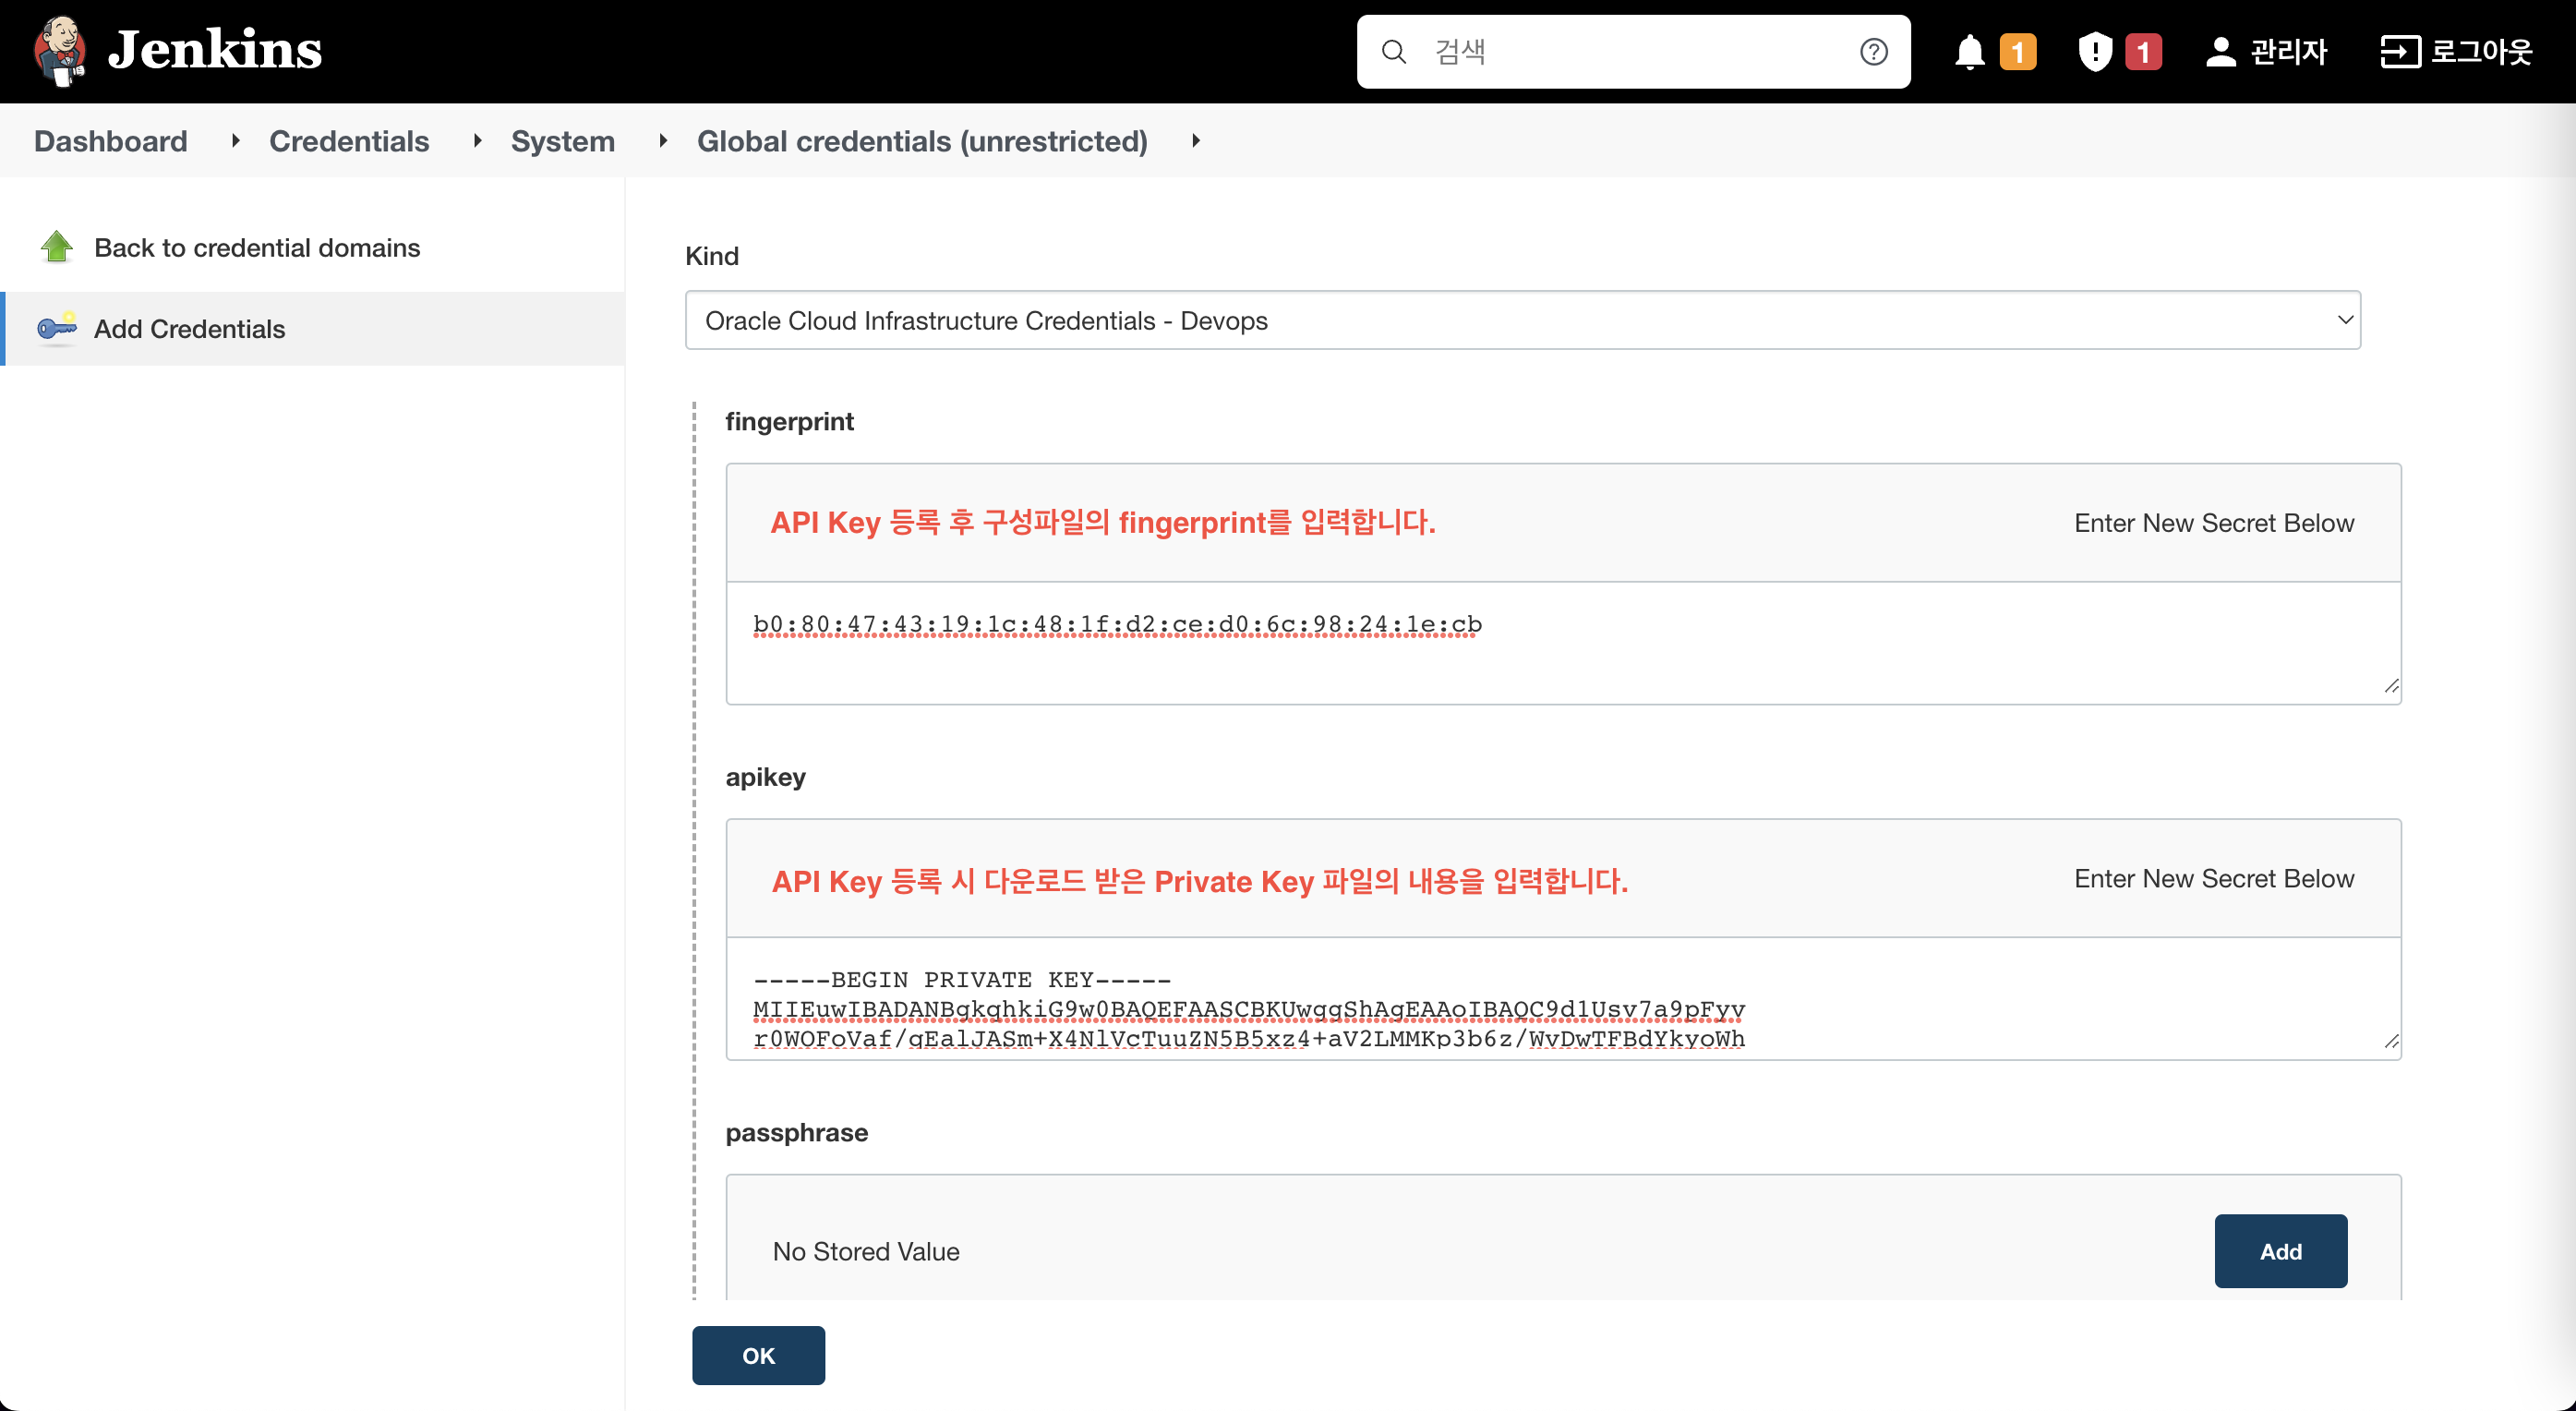 Jenkins
검색
1
1
관리자
로그아웃
Dashboard
Credentials
System
Global credentials (unrestricted)
Back to credential domains
Add Credentials
Kind
Oracle Cloud Infrastructure Credentials - Devops
fingerprint
API Key 등록 후 구성파일의 fingerprint를 입력합니다.
Enter New Secret Below
b0:80:47:43:19:1c:48:1f:d2:ce:d0:6c:98:24:1e:cb
apikey
API Key 등록 시 다운로드 받은 Private Key 파일의 내용을 입력합니다.
Enter New Secret Below
-----BEGIN PRIVATE KEY-----
MIIEuwIBADANBgkqhkiG9w0BAQEFAASCBKUwggShAgEAAoIBAQC9d1Usv7a9pFyv
r0WOFoVaf/gEalJASm+X4NlVcTuuZN5B5xz4+aV2LMMKp3b6z/WvDwTFBdYkyoWh
passphrase
No Stored Value
Add
OK